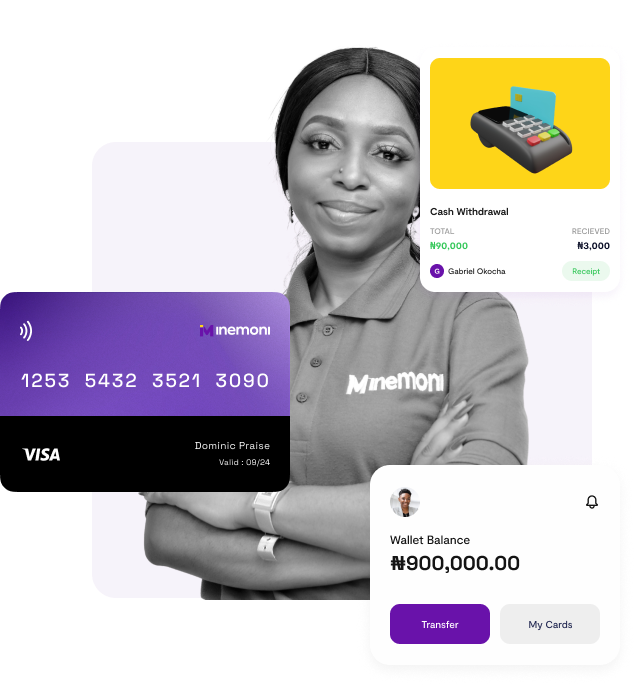 Cash Withdrawal
TOTAL RECIEVED
₦90,000 ₦3,000
G Gabriel Okocha Receipt
Minemoni
1253 5432 3521 3090
VISA
Dominic Praise
Valid : 09/24
Minemoni
Wallet Balance
₦900,000.00
Transfer My Cards